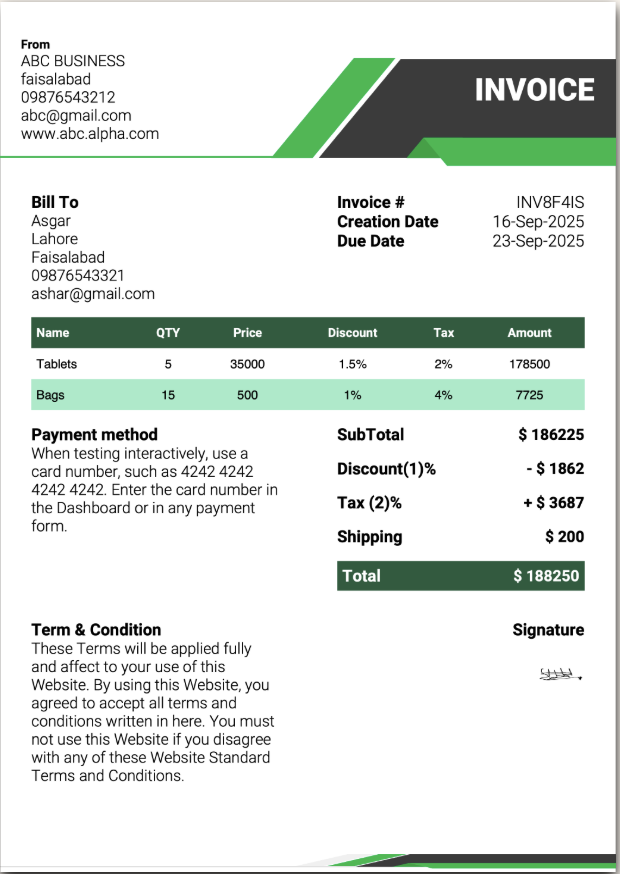 From
ABC BUSINESS
faisalabad
09876543212
abc@gmail.com
www.abc.alpha.com
INVOICE
Bill To
Asgar
Lahore
Faisalabad
09876543321
ashar@gmail.com
Invoice # INV8F4IS
Creation Date 16-Sep-2025
Due Date 23-Sep-2025
Name QTY Price Discount Tax Amount
Tablets 5 35000 1.5% 2% 178500
Bags 15 500 1% 4% 7725
Payment method
When testing interactively, use a
card number, such as 4242 4242
4242 4242. Enter the card number in
the Dashboard or in any payment
form.
SubTotal $ 186225
Discount(1)% - $ 1862
Tax (2)% + $ 3687
Shipping $ 200
Total $ 188250
Term & Condition
These Terms will be applied fully
and affect to your use of this
Website. By using this Website, you
agreed to accept all terms and
conditions written in here. You must
not use this Website if you disagree
with any of these Website Standard
Terms and Conditions.
Signature